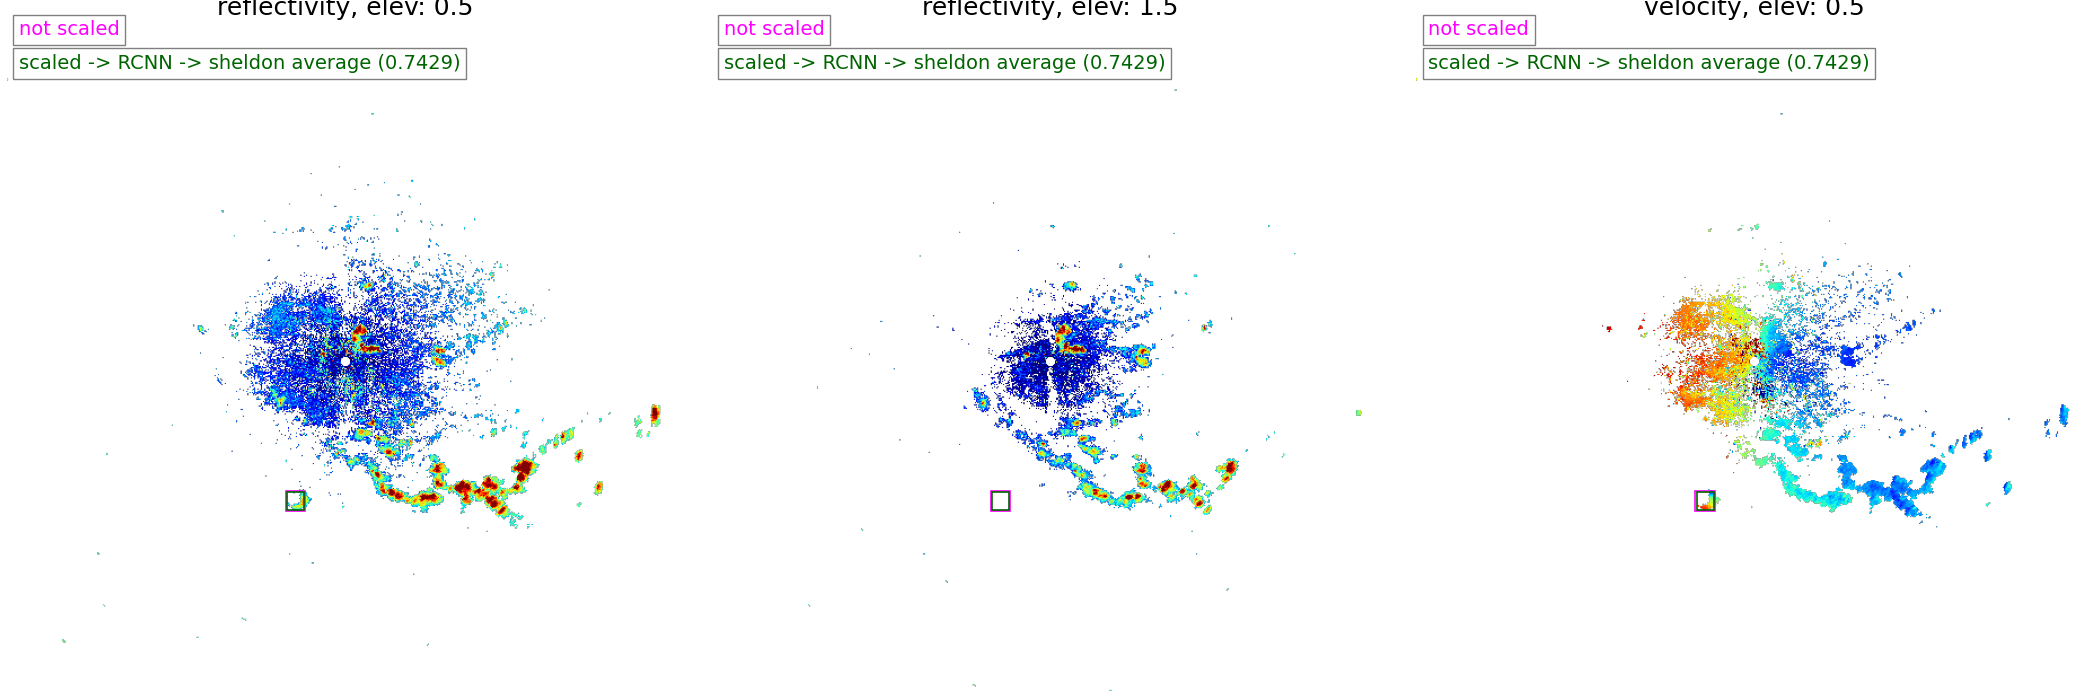 reflectivity, elev: 0.5
not scaled
scaled -> RCNN -> sheldon average (0.7429)
reflectivity, elev: 1.5
not scaled
scaled -> RCNN -> sheldon average (0.7429)
velocity, elev: 0.5
not scaled
scaled -> RCNN -> sheldon average (0.7429)